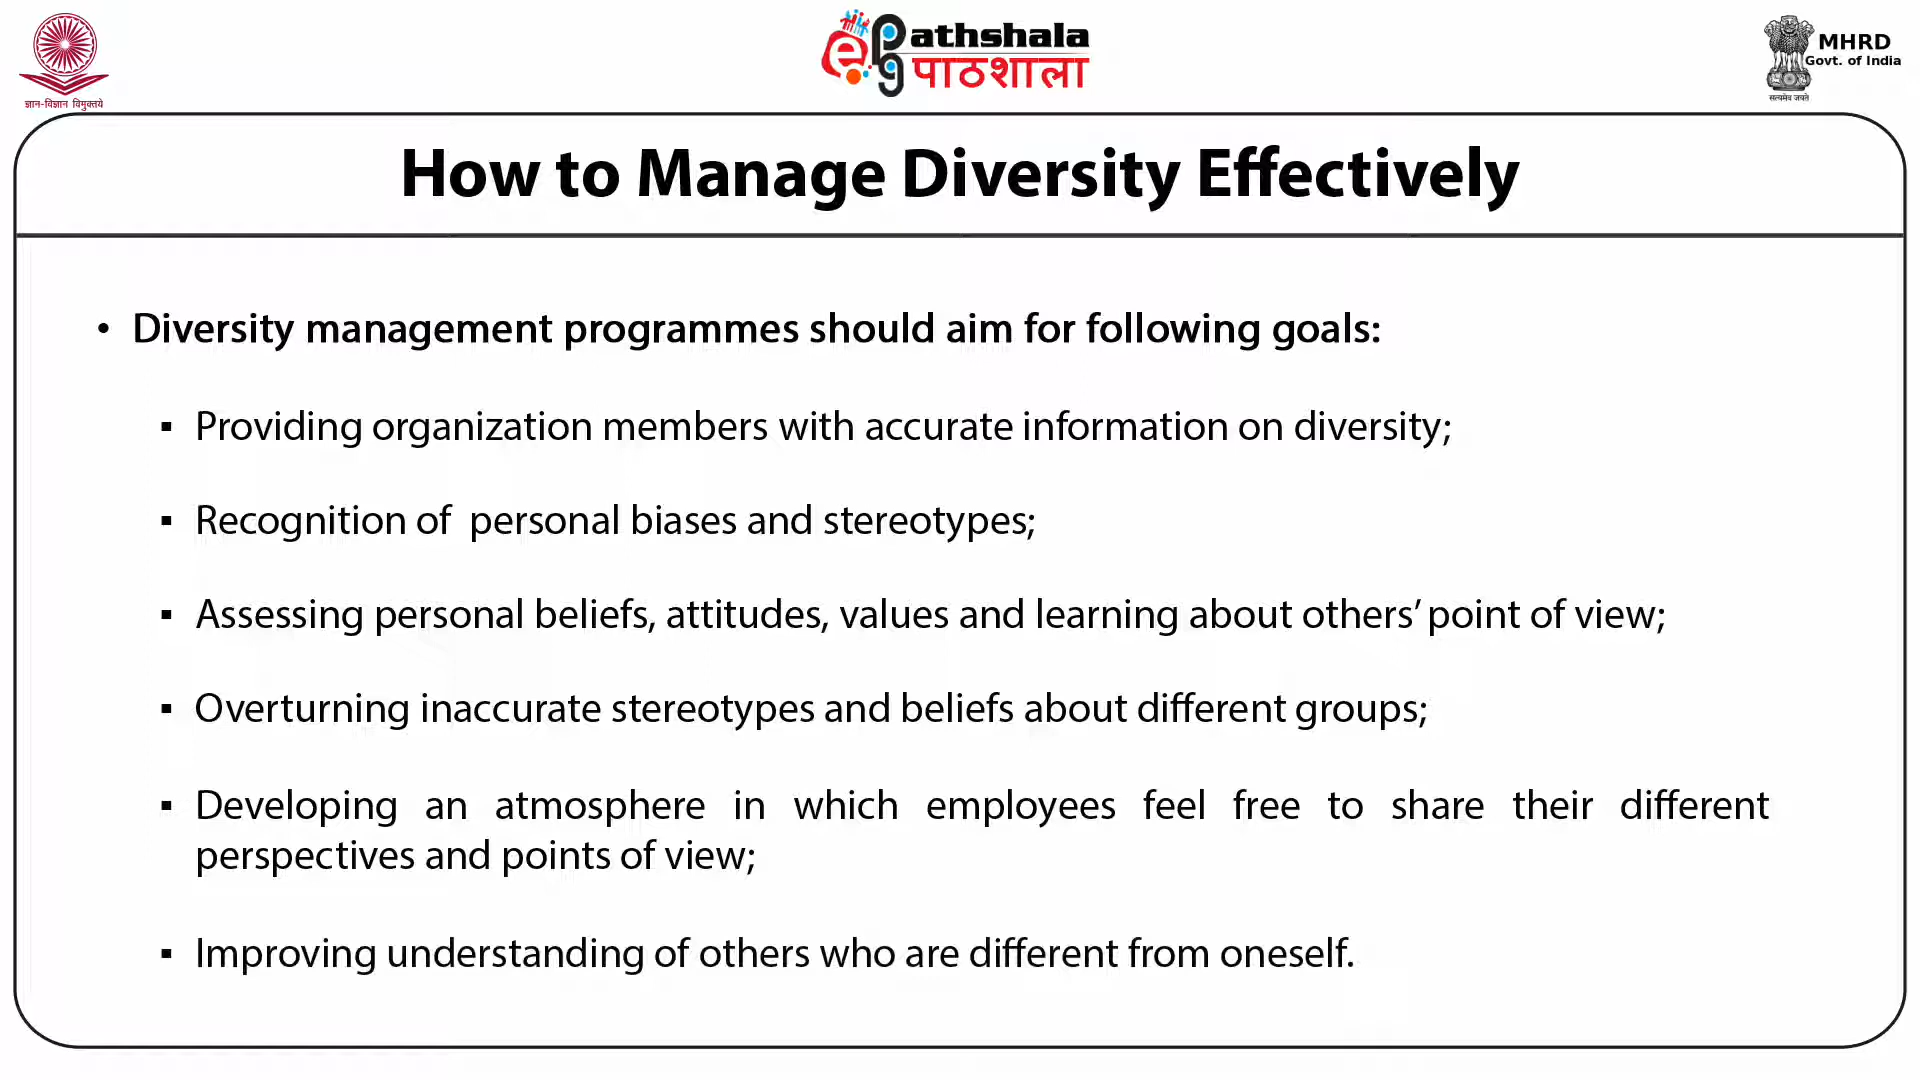 ज्ञान-विज्ञान विमुक्तये
ePathshala
पाठशाला
MHRD
Govt. of India
सत्यमेव जयते
How to Manage Diversity Effectively
• Diversity management programmes should aim for following goals:
▪ Providing organization members with accurate information on diversity;
▪ Recognition of  personal biases and stereotypes;
▪ Assessing personal beliefs, attitudes, values and learning about others’ point of view;
▪ Overturning inaccurate stereotypes and beliefs about different groups;
▪ Developing an atmosphere in which employees feel free to share their different
perspectives and points of view;
▪ Improving understanding of others who are different from oneself.